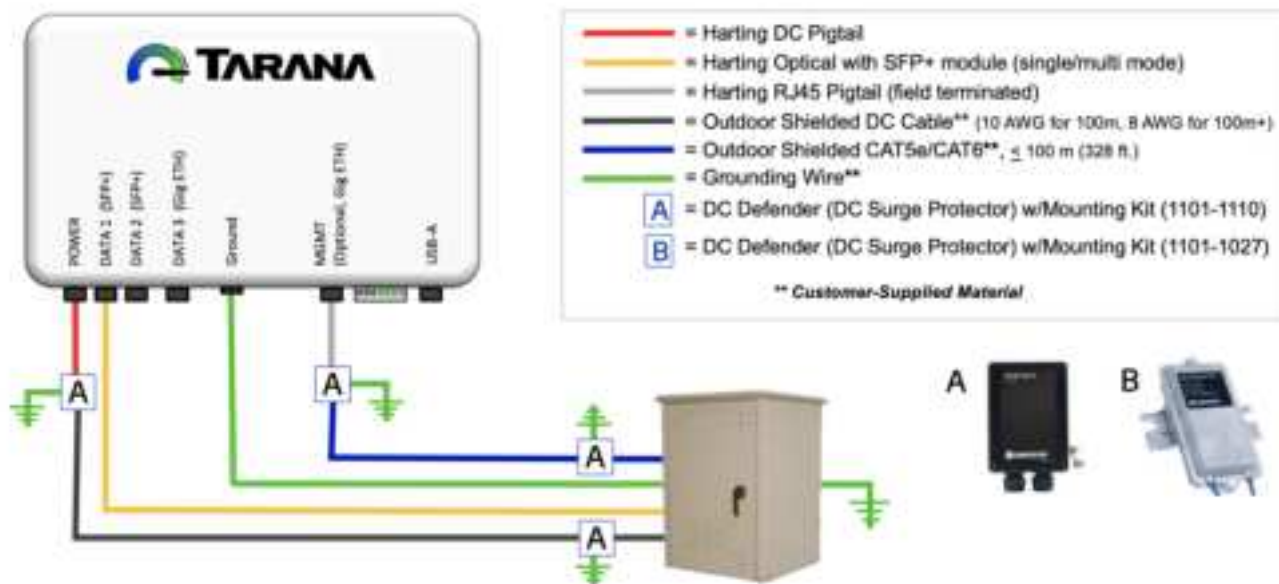 TARANA
POWER
DATA 1 (SFP+)
DATA 2 (SFP+)
DATA 3 (Gig ETH)
Ground
MGMT
(Optional, Gig ETH)
USB-A
= Harting DC Pigtail
= Harting Optical with SFP+ module (single/multi mode)
= Harting RJ45 Pigtail (field terminated)
= Outdoor Shielded DC Cable** (10 AWG for 100m, 8 AWG for 100m+)
= Outdoor Shielded CAT5e/CAT6**, ≤ 100 m (328 ft.)
= Grounding Wire**
A = DC Defender (DC Surge Protector) w/Mounting Kit (1101-1110)
B = DC Defender (DC Surge Protector) w/Mounting Kit (1101-1027)
** Customer-Supplied Material
A
A
A
A
A
B